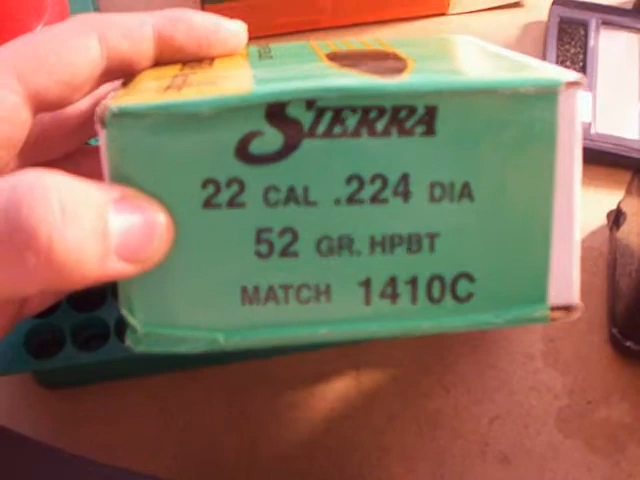 SIERRA
22 CAL .224 DIA
52 GR. HPBT
MATCH 1410C